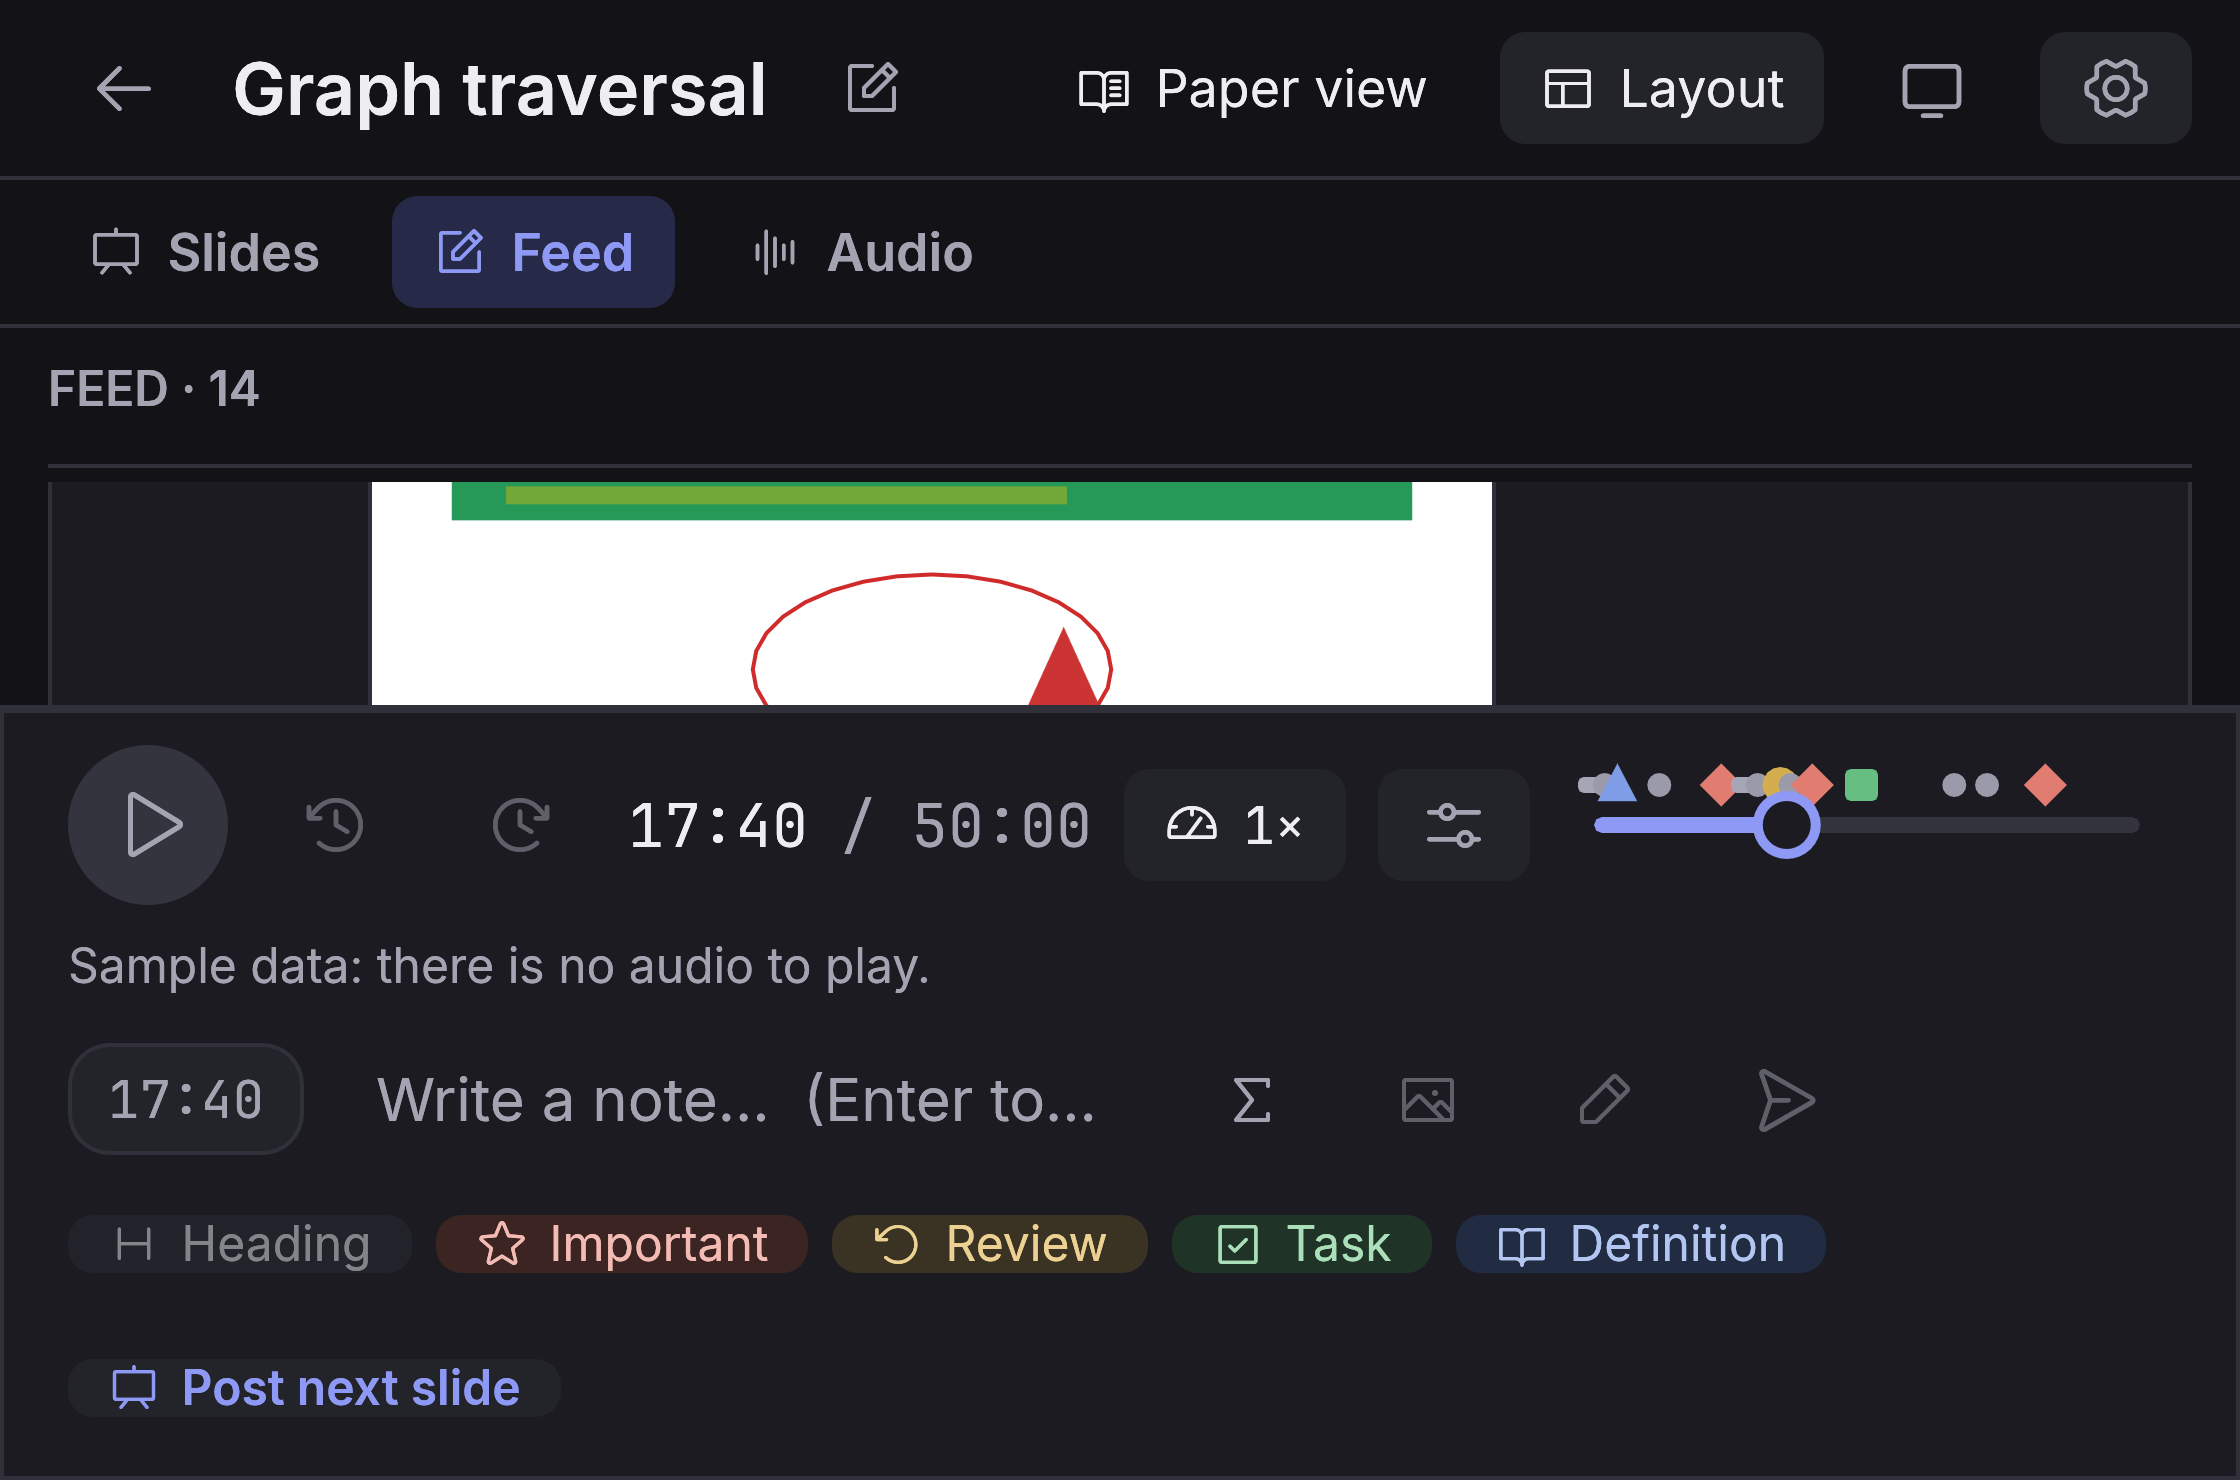 Graph traversal
Paper view
Layout
Slides
Feed
Audio
FEED · 14
17:40 / 50:00
1×
Sample data: there is no audio to play.
17:40
Write a note... (Enter to...
Heading
Important
Review
Task
Definition
Post next slide